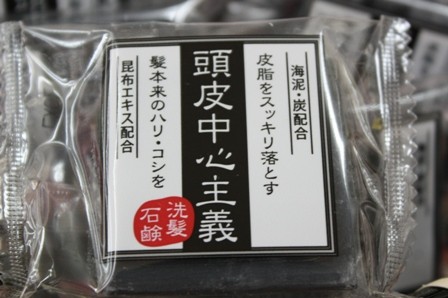 海泥・炭配合
皮脂をスッキリ落とす
頭皮中心主義
洗髪
石鹸
髪本来のハリ・コシを
昆布エキス配合